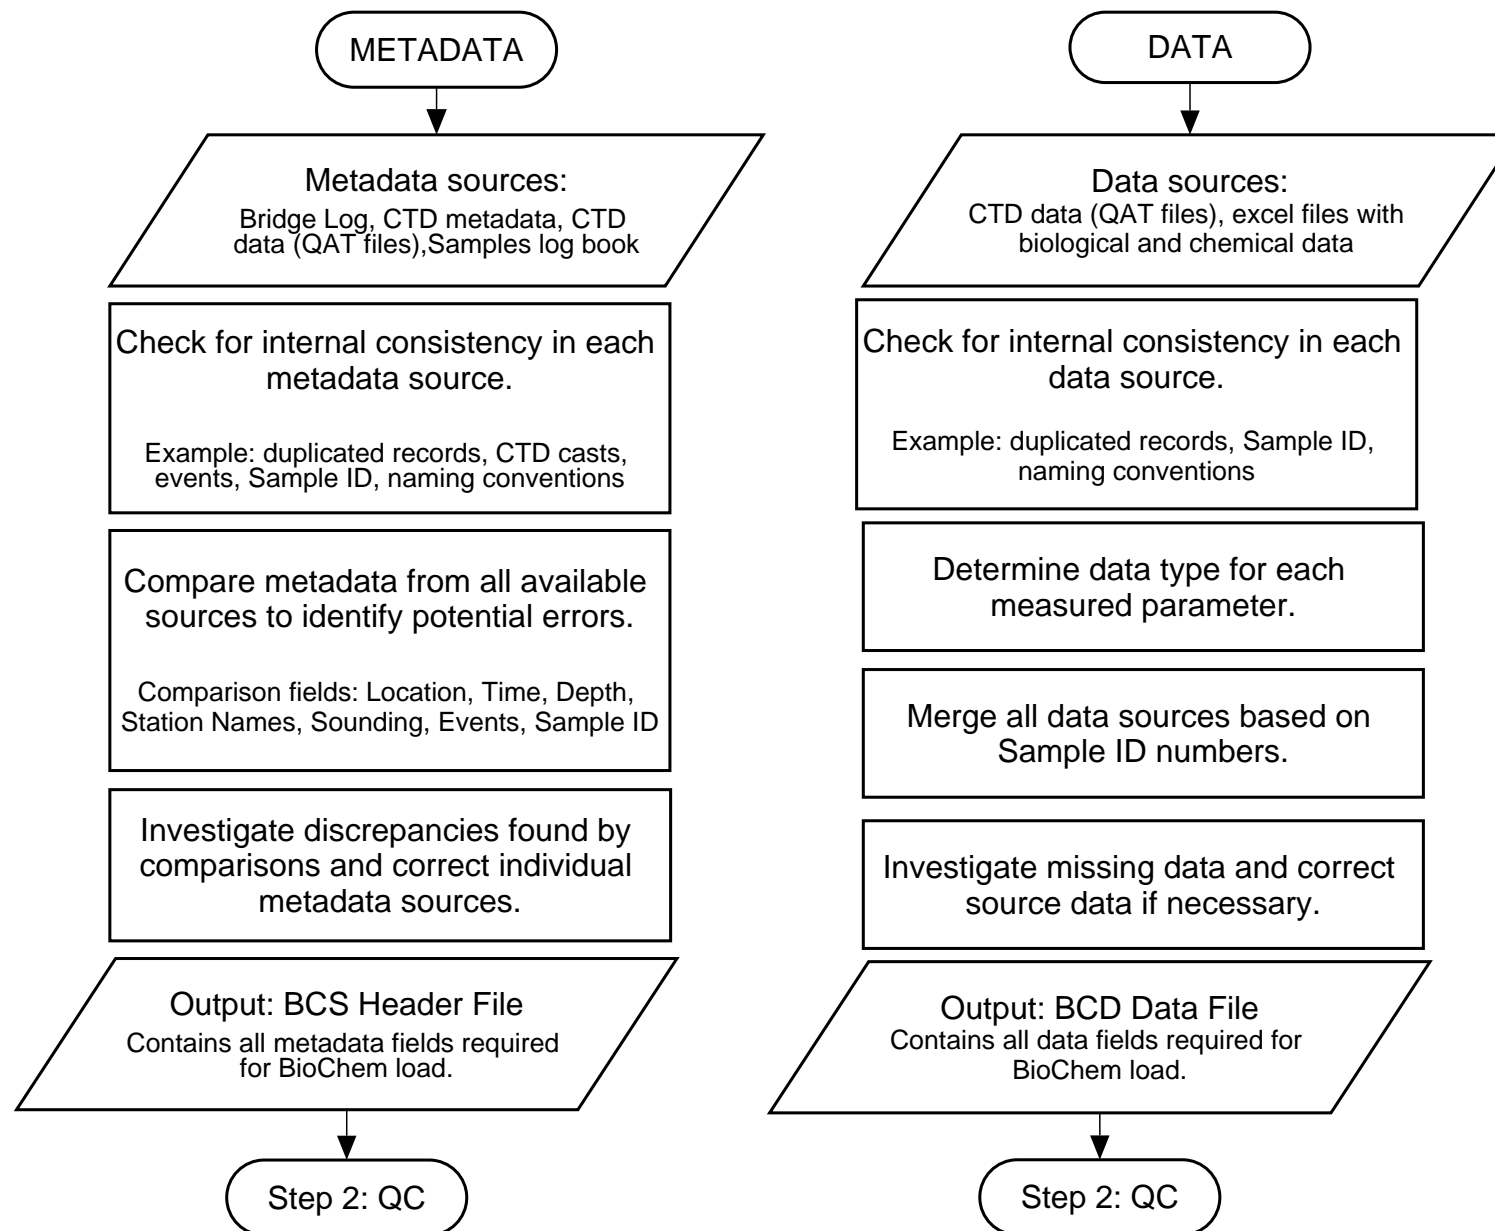 METADATA
Metadata sources:
Bridge Log, CTD metadata, CTD
data (QAT files),Samples log book
Check for internal consistency in each
metadata source.
Example: duplicated records, CTD casts,
events, Sample ID, naming conventions
Compare metadata from all available
sources to identify potential errors.
Comparison fields: Location, Time, Depth,
Station Names, Sounding, Events, Sample ID
Investigate discrepancies found by
comparisons and correct individual
metadata sources.
Output: BCS Header File
Contains all metadata fields required
for BioChem load.
Step 2: QC
DATA
Data sources:
CTD data (QAT files), excel files with
biological and chemical data
Check for internal consistency in each
data source.
Example: duplicated records, Sample ID,
naming conventions
Determine data type for each
measured parameter.
Merge all data sources based on
Sample ID numbers.
Investigate missing data and correct
source data if necessary.
Output: BCD Data File
Contains all data fields required for
BioChem load.
Step 2: QC